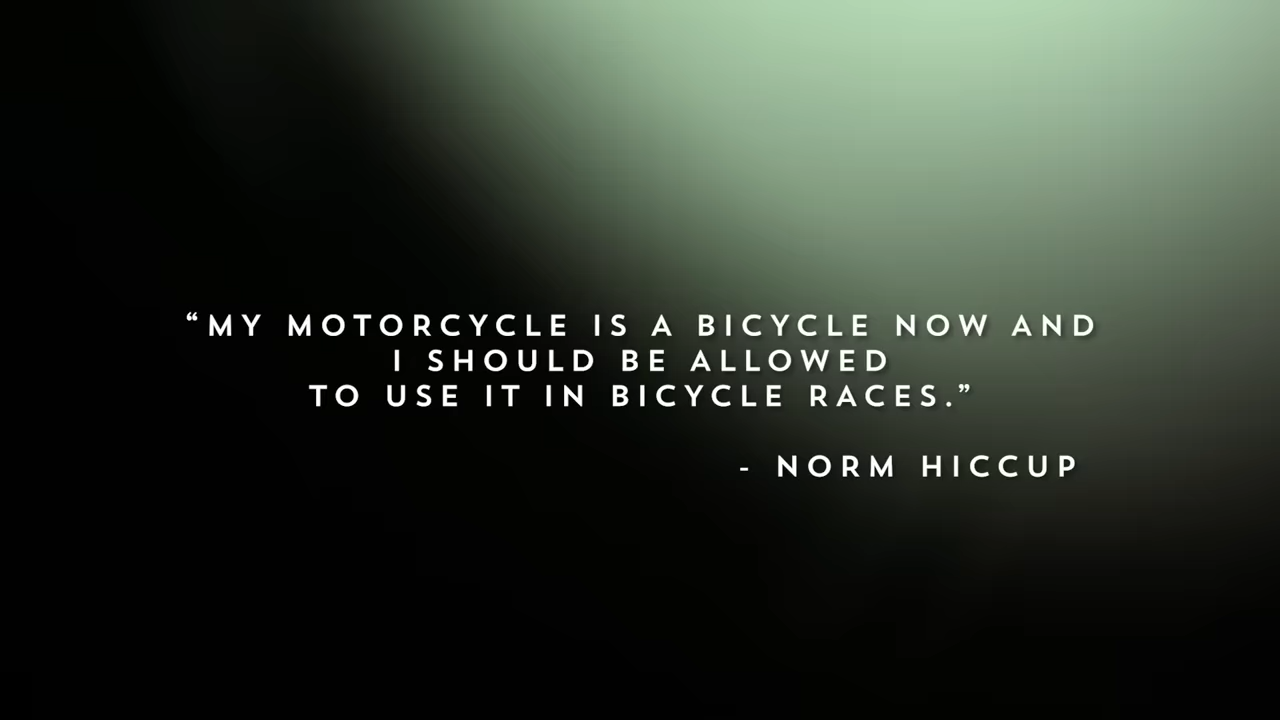 “MY MOTORCYCLE IS A BICYCLE NOW AND
I SHOULD BE ALLOWED
TO USE IT IN BICYCLE RACES.”
- NORM HICCUP